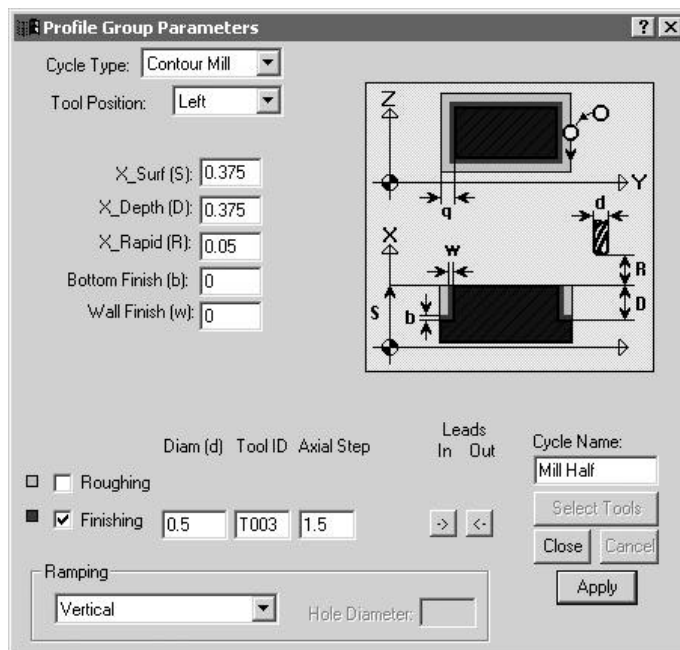 Profile Group Parameters
Cycle Type: Contour Mill
Tool Position: Left
X_Surf (S): 0.375
X_Depth (D): 0.375
X_Rapid (R): 0.05
Bottom Finish (b): 0
Wall Finish (w): 0
Z
Y
q
d
X
w
R
S
b
D
Leads
Diam (d) Tool ID Axial Step In Out
Cycle Name:
Mill Half
Roughing
Select Tools
Finishing 0.5 T003 1.5 -> <-
Close Cancel
Apply
Ramping
Vertical
Hole Diameter: